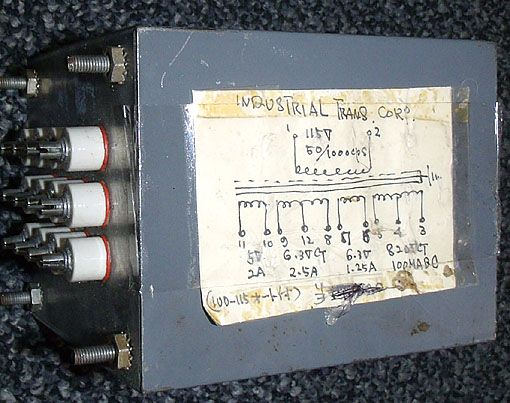 INDUSTRIAL TRANS. CORP.
1 115V 2
50/1000cps
11 10 9 12 8 7 6 5 4 3
5V 6.3VCT 6.3V 820VCT
2A 2.5A 1.25A 100MA